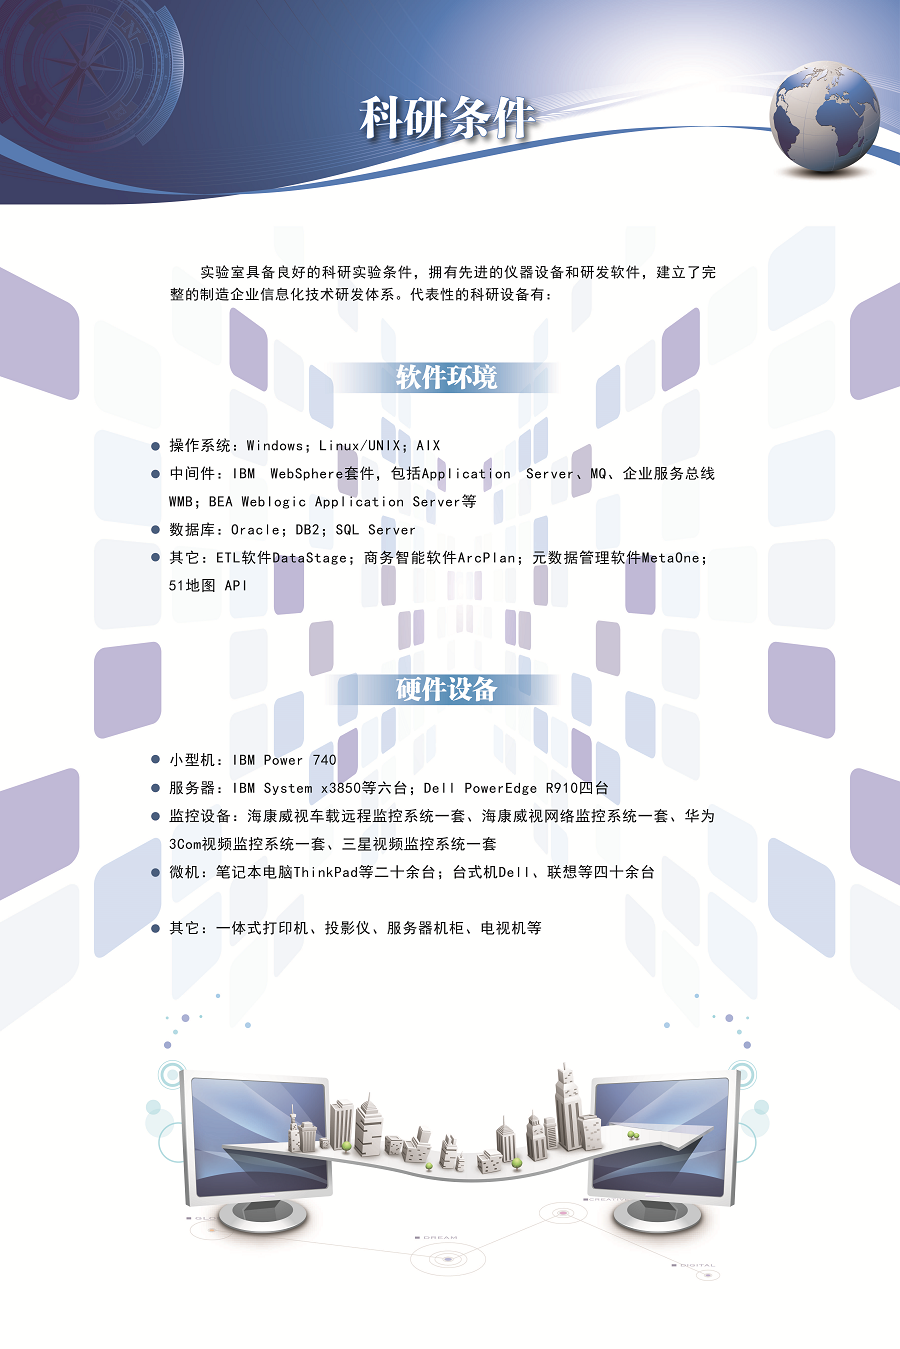 科研条件
实验室具备良好的科研实验条件，拥有先进的仪器设备和研发软件，建立了完
整的制造企业信息化技术研发体系。代表性的科研设备有：
软件环境
操作系统：Windows；Linux/UNIX；AIX
中间件：IBM WebSphere套件，包括Application Server、MQ、企业服务总线
WMB；BEA Weblogic Application Server等
数据库：Oracle；DB2；SQL Server
其它：ETL软件DataStage；商务智能软件ArcPlan；元数据管理软件MetaOne；
51地图 API
硬件设备
小型机：IBM Power 740
服务器：IBM System x3850等六台；Dell PowerEdge R910四台
监控设备：海康威视车载远程监控系统一套、海康威视网络监控系统一套、华为
3Com视频监控系统一套、三星视频监控系统一套
微机：笔记本电脑ThinkPad等二十余台；台式机Dell、联想等四十余台
其它：一体式打印机、投影仪、服务器机柜、电视机等
DREAM
DIGITAL